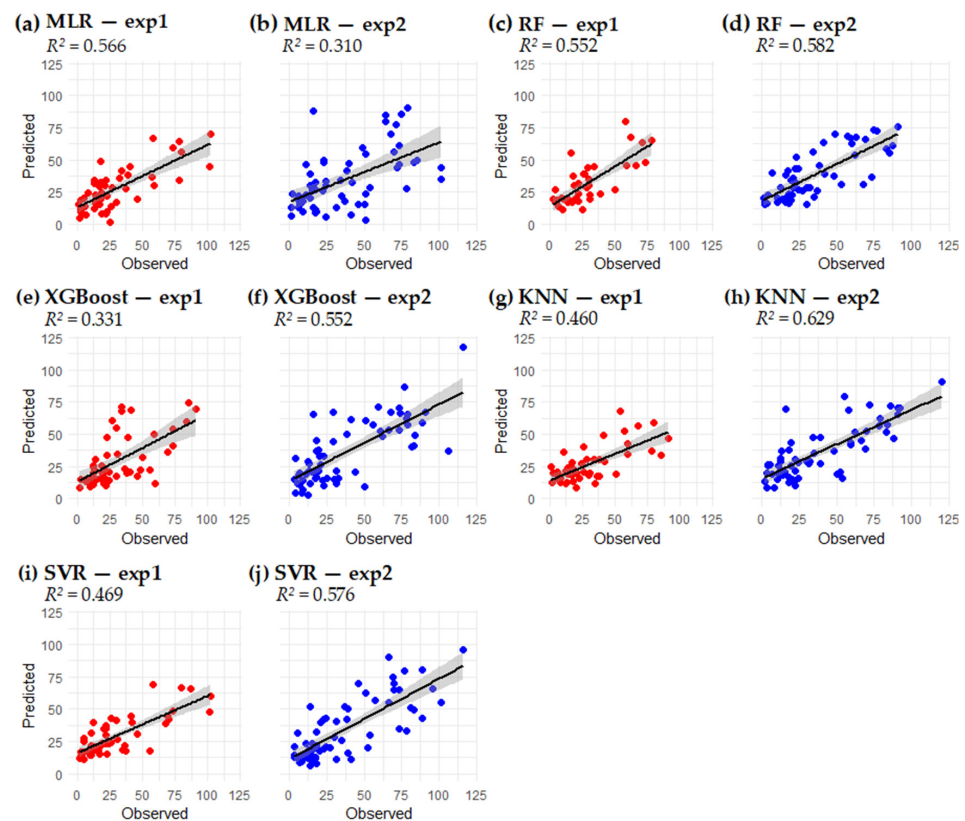 (a) MLR — exp1
R² = 0.566
(b) MLR — exp2
R² = 0.310
(c) RF — exp1
R² = 0.552
(d) RF — exp2
R² = 0.582
125
100
75
50
25
0
Predicted
0 25 50 75 100 125
Observed
0 25 50 75 100 125
Observed
125
100
75
50
25
0
Predicted
0 25 50 75 100 125
Observed
0 25 50 75 100 125
Observed
(e) XGBoost — exp1
R² = 0.331
(f) XGBoost — exp2
R² = 0.552
(g) KNN — exp1
R² = 0.460
(h) KNN — exp2
R² = 0.629
125
100
75
50
25
0
Predicted
0 25 50 75 100 125
Observed
0 25 50 75 100 125
Observed
125
100
75
50
25
0
Predicted
0 25 50 75 100 125
Observed
0 25 50 75 100 125
Observed
(i) SVR — exp1
R² = 0.469
(j) SVR — exp2
R² = 0.576
125
100
75
50
25
0
Predicted
0 25 50 75 100 125
Observed
0 25 50 75 100 125
Observed